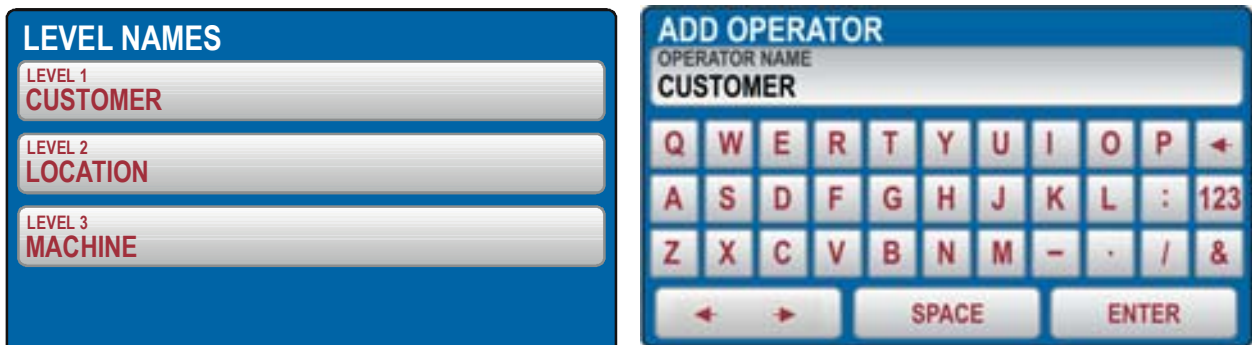 LEVEL NAMES
LEVEL 1
CUSTOMER
LEVEL 2
LOCATION
LEVEL 3
MACHINE
ADD OPERATOR
OPERATOR NAME
CUSTOMER
Q W E R T Y U I O P
A S D F G H J K L : 123
Z X C V B N M – · / &
SPACE ENTER